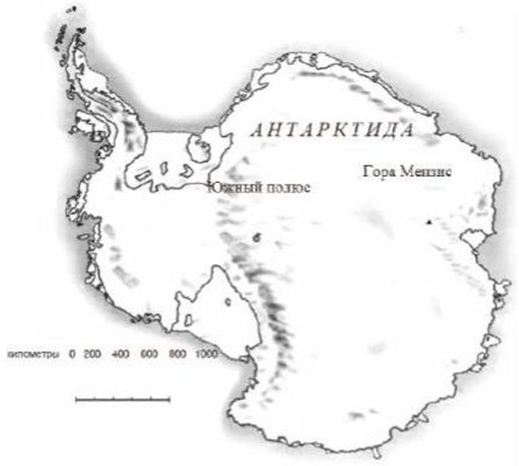 АНТАРКТИДА
Гора Мензис
Южный полюс
километры 0 200 400 600 800 1000